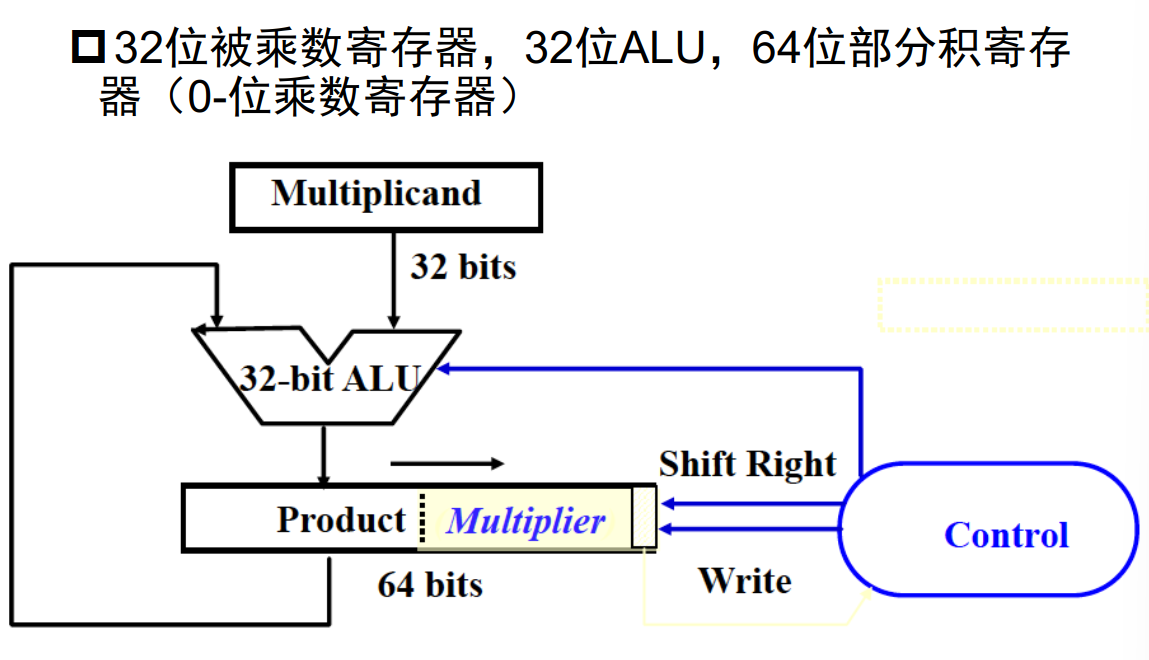 32位被乘数寄存器，32位ALU，64位部分积寄存
器（0-位乘数寄存器）
Multiplicand
32 bits
32-bit ALU
Shift Right
Product Multiplier
Control
64 bits
Write